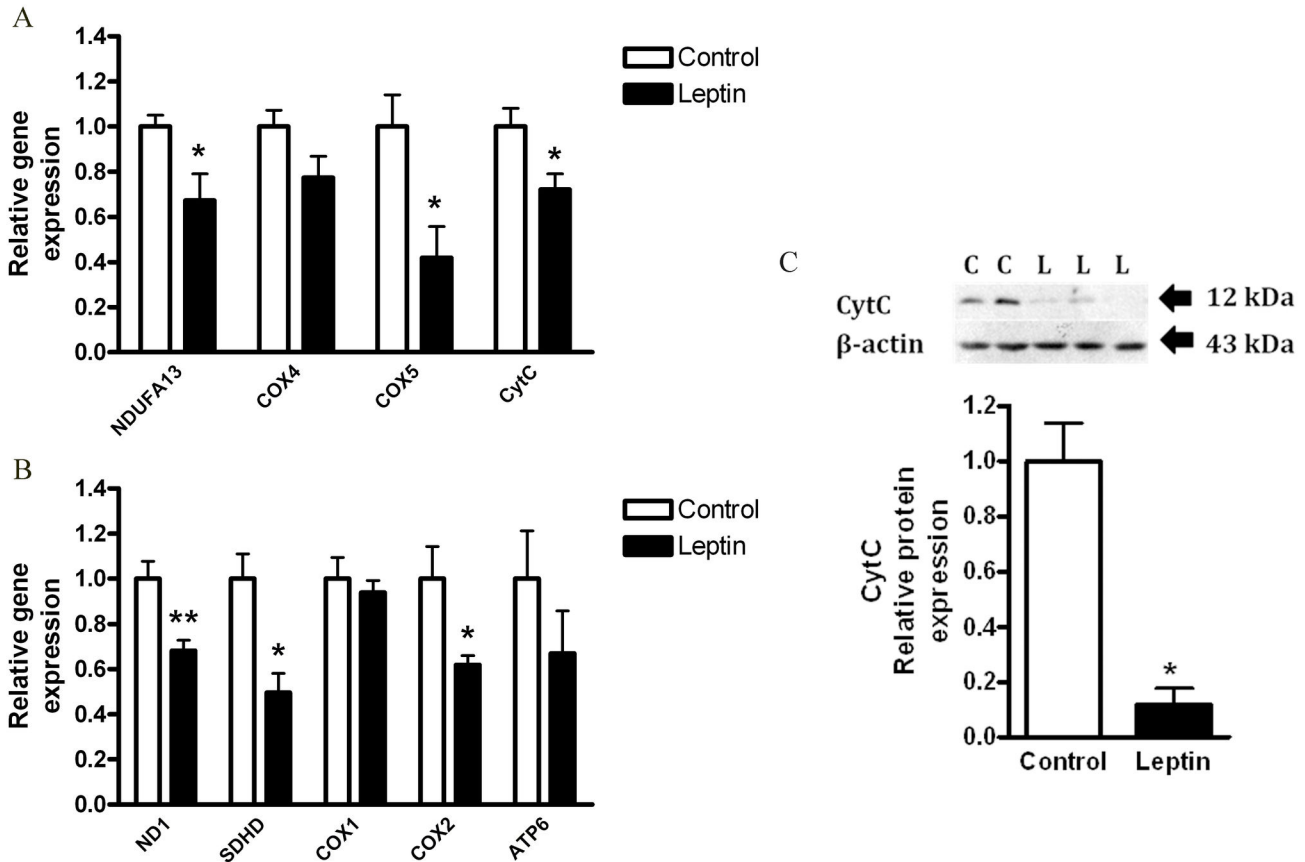 A
1.4
1.2
1.0
0.8
0.6
0.4
0.2
0.0
Relative gene
expression
* * *
NDUFA13 COX4 COX5 CytC
Control
Leptin
B
1.4
1.2
1.0
0.8
0.6
0.4
0.2
0.0
Relative gene
expression
** * *
ND1 SDHD COX1 COX2 ATP6
Control
Leptin
C
C C L L L
CytC 12 kDa
β-actin 43 kDa
1.2
1.0
0.8
0.6
0.4
0.2
0.0
CytC
Relative protein
expression
*
Control Leptin